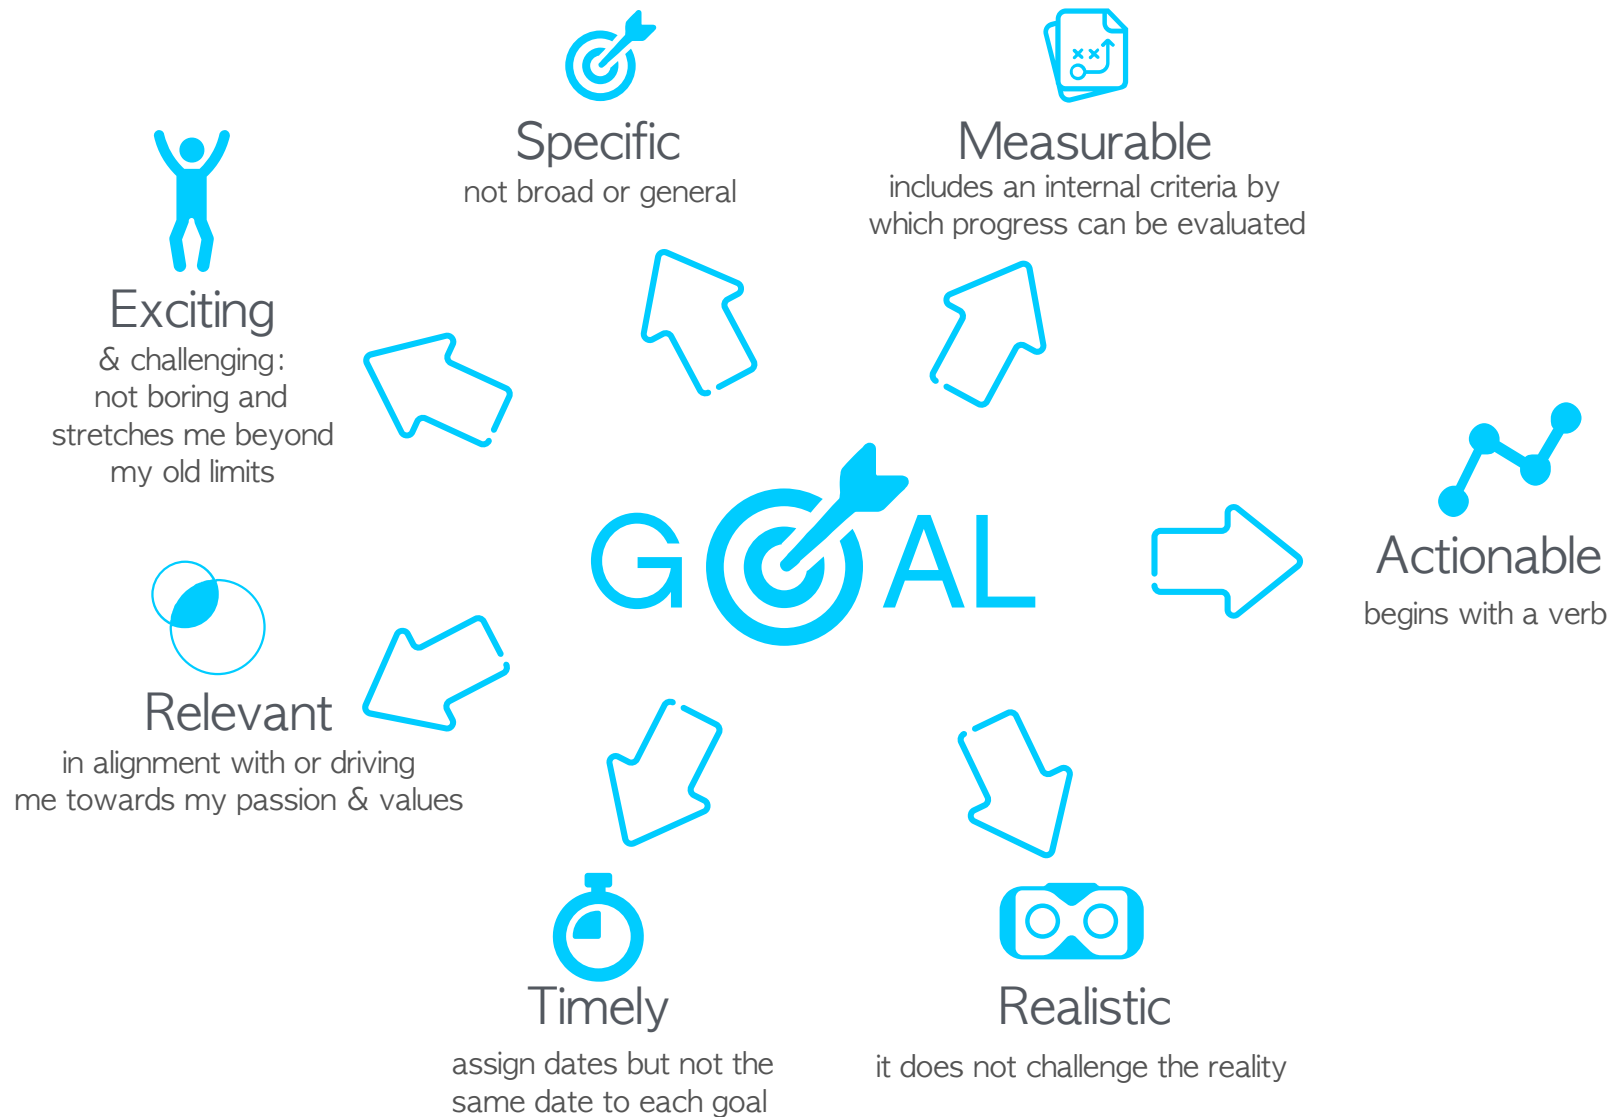 Specific
not broad or general
Measurable
includes an internal criteria by
which progress can be evaluated
Exciting
& challenging:
not boring and
stretches me beyond
my old limits
GOAL
Actionable
begins with a verb
Relevant
in alignment with or driving
me towards my passion & values
Timely
assign dates but not the
same date to each goal
Realistic
it does not challenge the reality